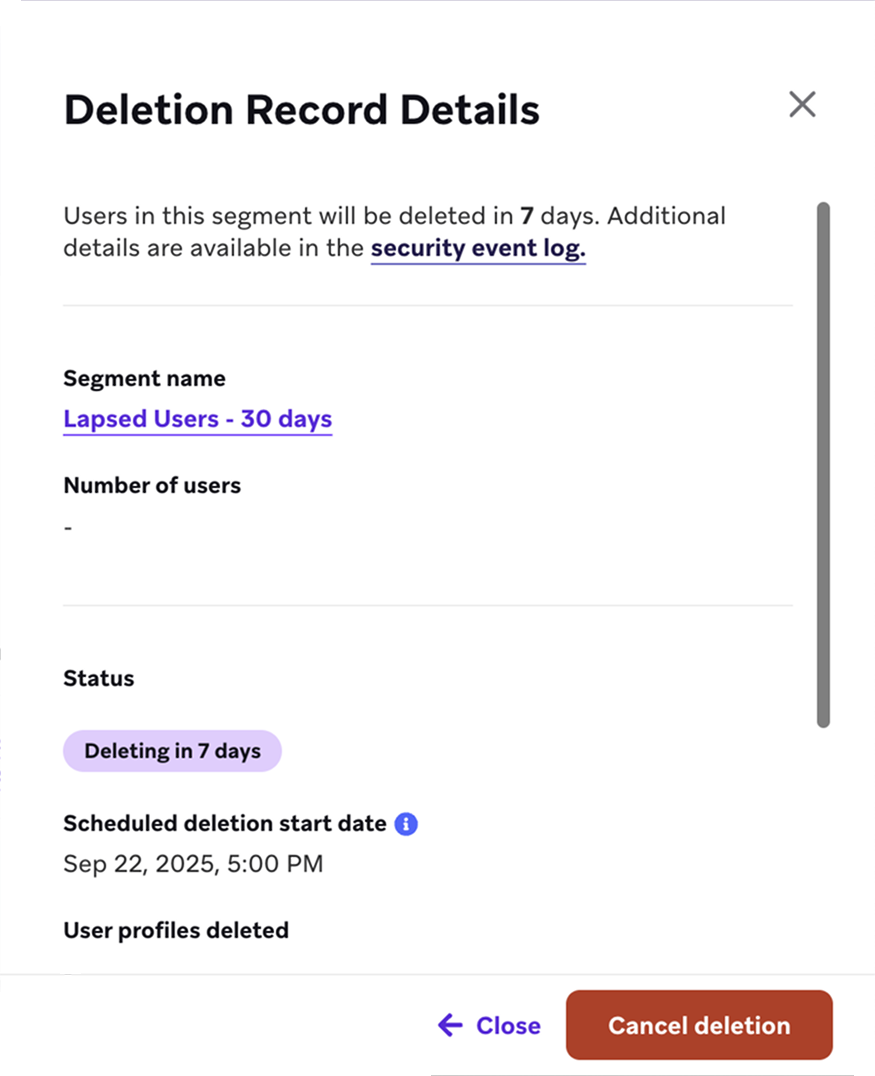 Deletion Record Details
Users in this segment will be deleted in 7 days. Additional
details are available in the security event log.
Segment name
Lapsed Users - 30 days
Number of users
-
Status
Deleting in 7 days
Scheduled deletion start date
Sep 22, 2025, 5:00 PM
User profiles deleted
Close
Cancel deletion